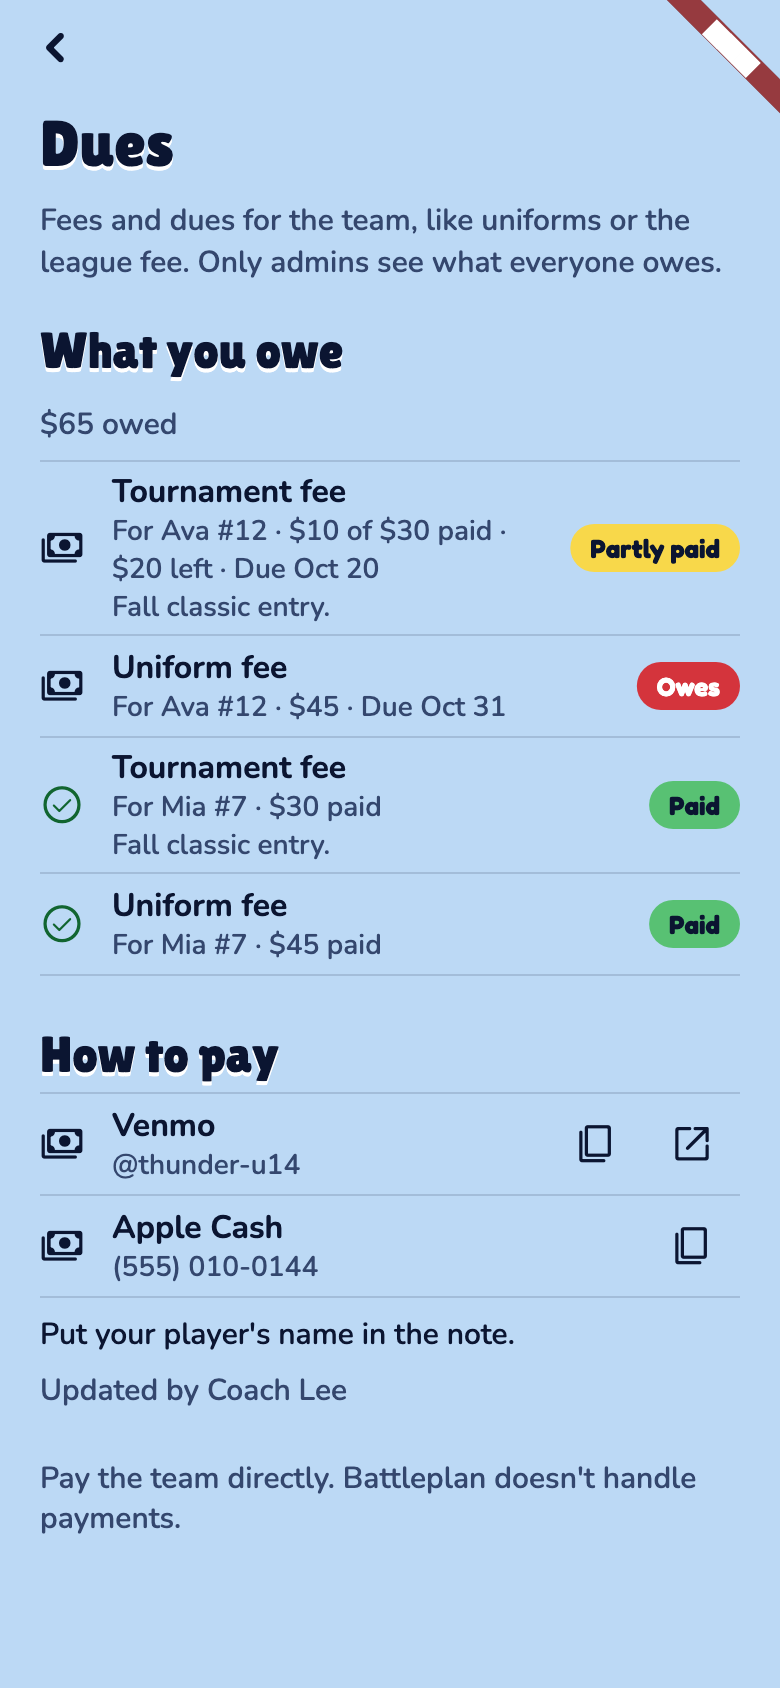 Dues
Fees and dues for the team, like uniforms or the
league fee. Only admins see what everyone owes.
What you owe
$65 owed
Tournament fee
For Ava #12 · $10 of $30 paid ·
$20 left · Due Oct 20
Fall classic entry.
Partly paid
Uniform fee
For Ava #12 · $45 · Due Oct 31
Owes
Tournament fee
For Mia #7 · $30 paid
Fall classic entry.
Paid
Uniform fee
For Mia #7 · $45 paid
Paid
How to pay
Venmo
@thunder-u14
Apple Cash
(555) 010-0144
Put your player's name in the note.
Updated by Coach Lee
Pay the team directly. Battleplan doesn't handle
payments.